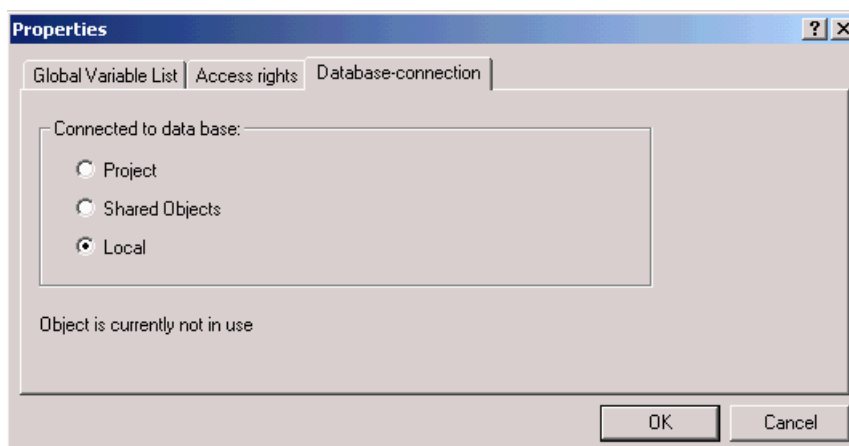 Properties
Global Variable List Access rights Database-connection
Connected to data base:
Project
Shared Objects
Local
Object is currently not in use
OK Cancel